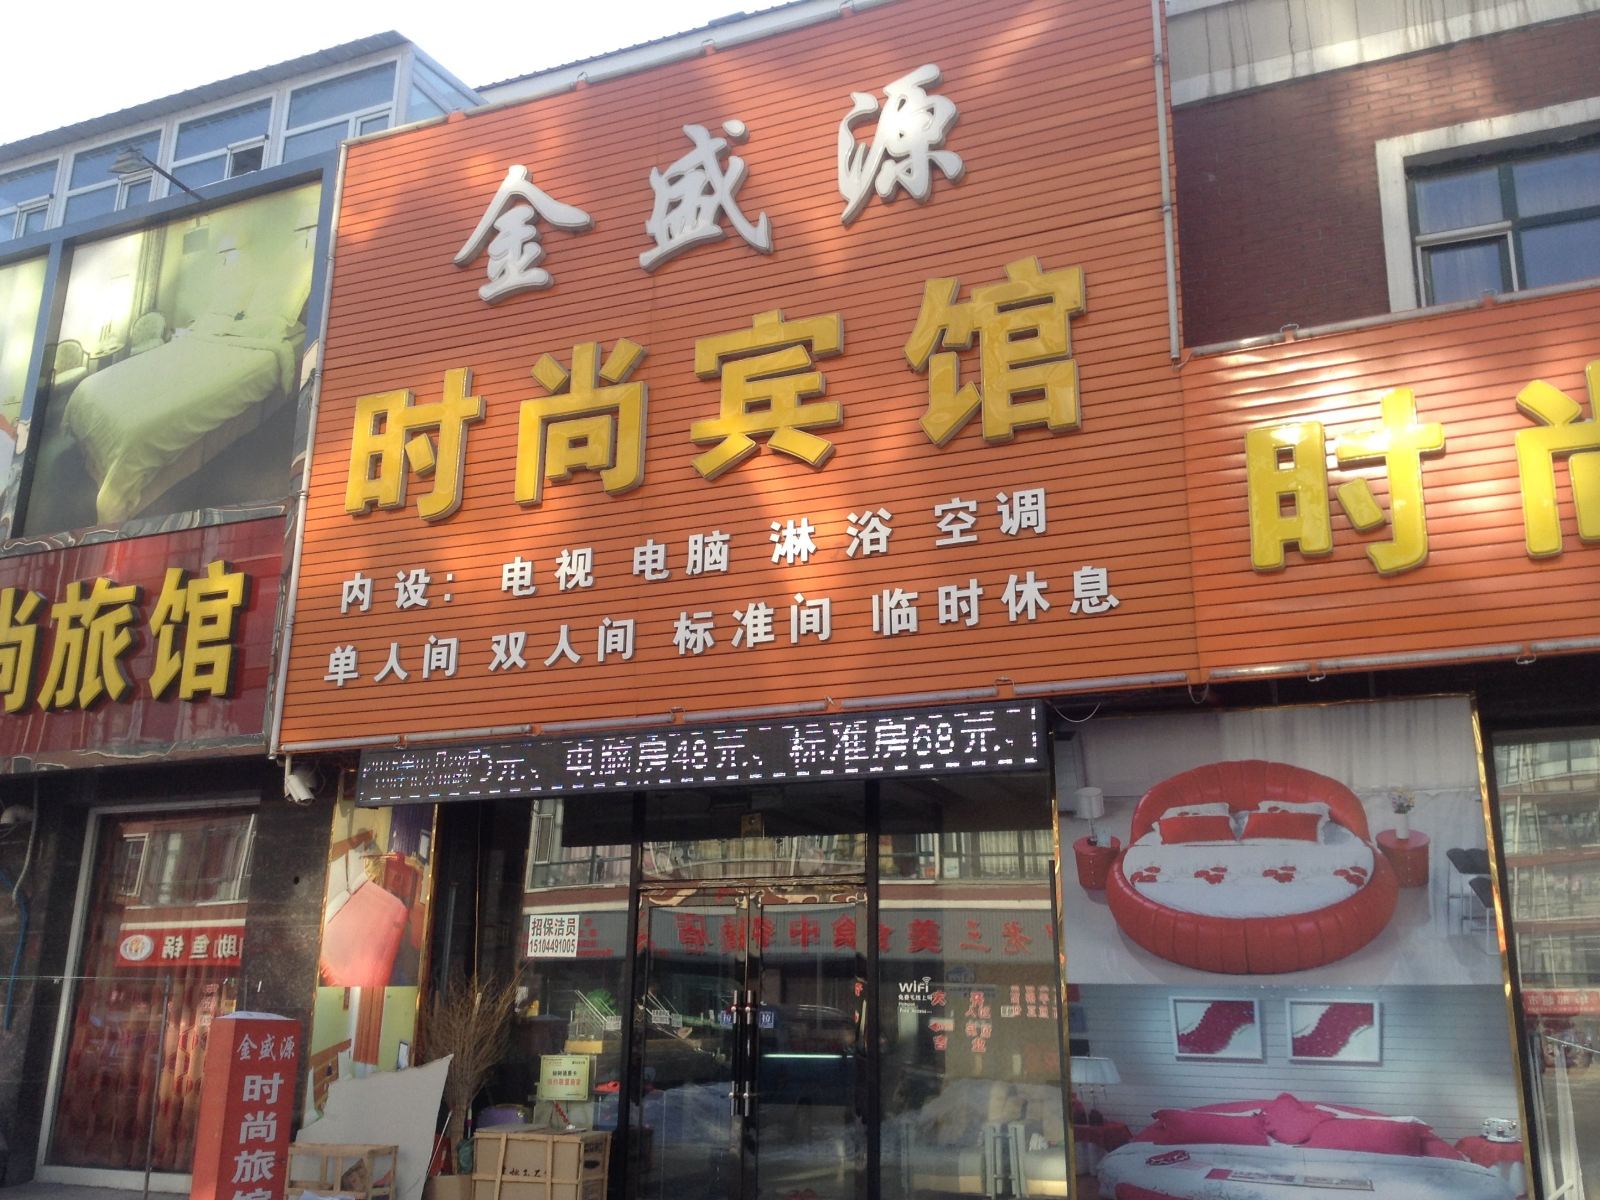 金盛源
时尚宾馆
内设：电视 电脑 淋浴 空调
单人间 双人间 标准间 临时休息
时尚
尚旅馆
元、电脑房48元、标准房68元、
招保洁员
15104491005
WiFi
金盛源
时尚旅馆